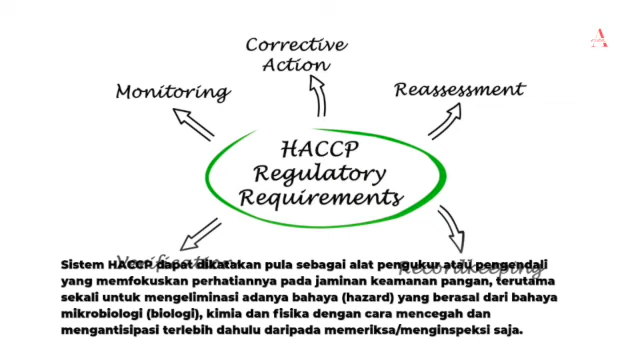 Corrective
Action
Monitoring
Reassessment
HACCP
Regulatory
Requirements
Verification
Recordkeeping
Sistem HACCP dapat dikatakan pula sebagai alat pengukur atau pengendali
yang memfokuskan perhatiannya pada jaminan keamanan pangan, terutama
sekali untuk mengeliminasi adanya bahaya (hazard) yang berasal dari bahaya
mikrobiologi (biologi), kimia dan fisika dengan cara mencegah dan
mengantisipasi terlebih dahulu daripada memeriksa/menginspeksi saja.